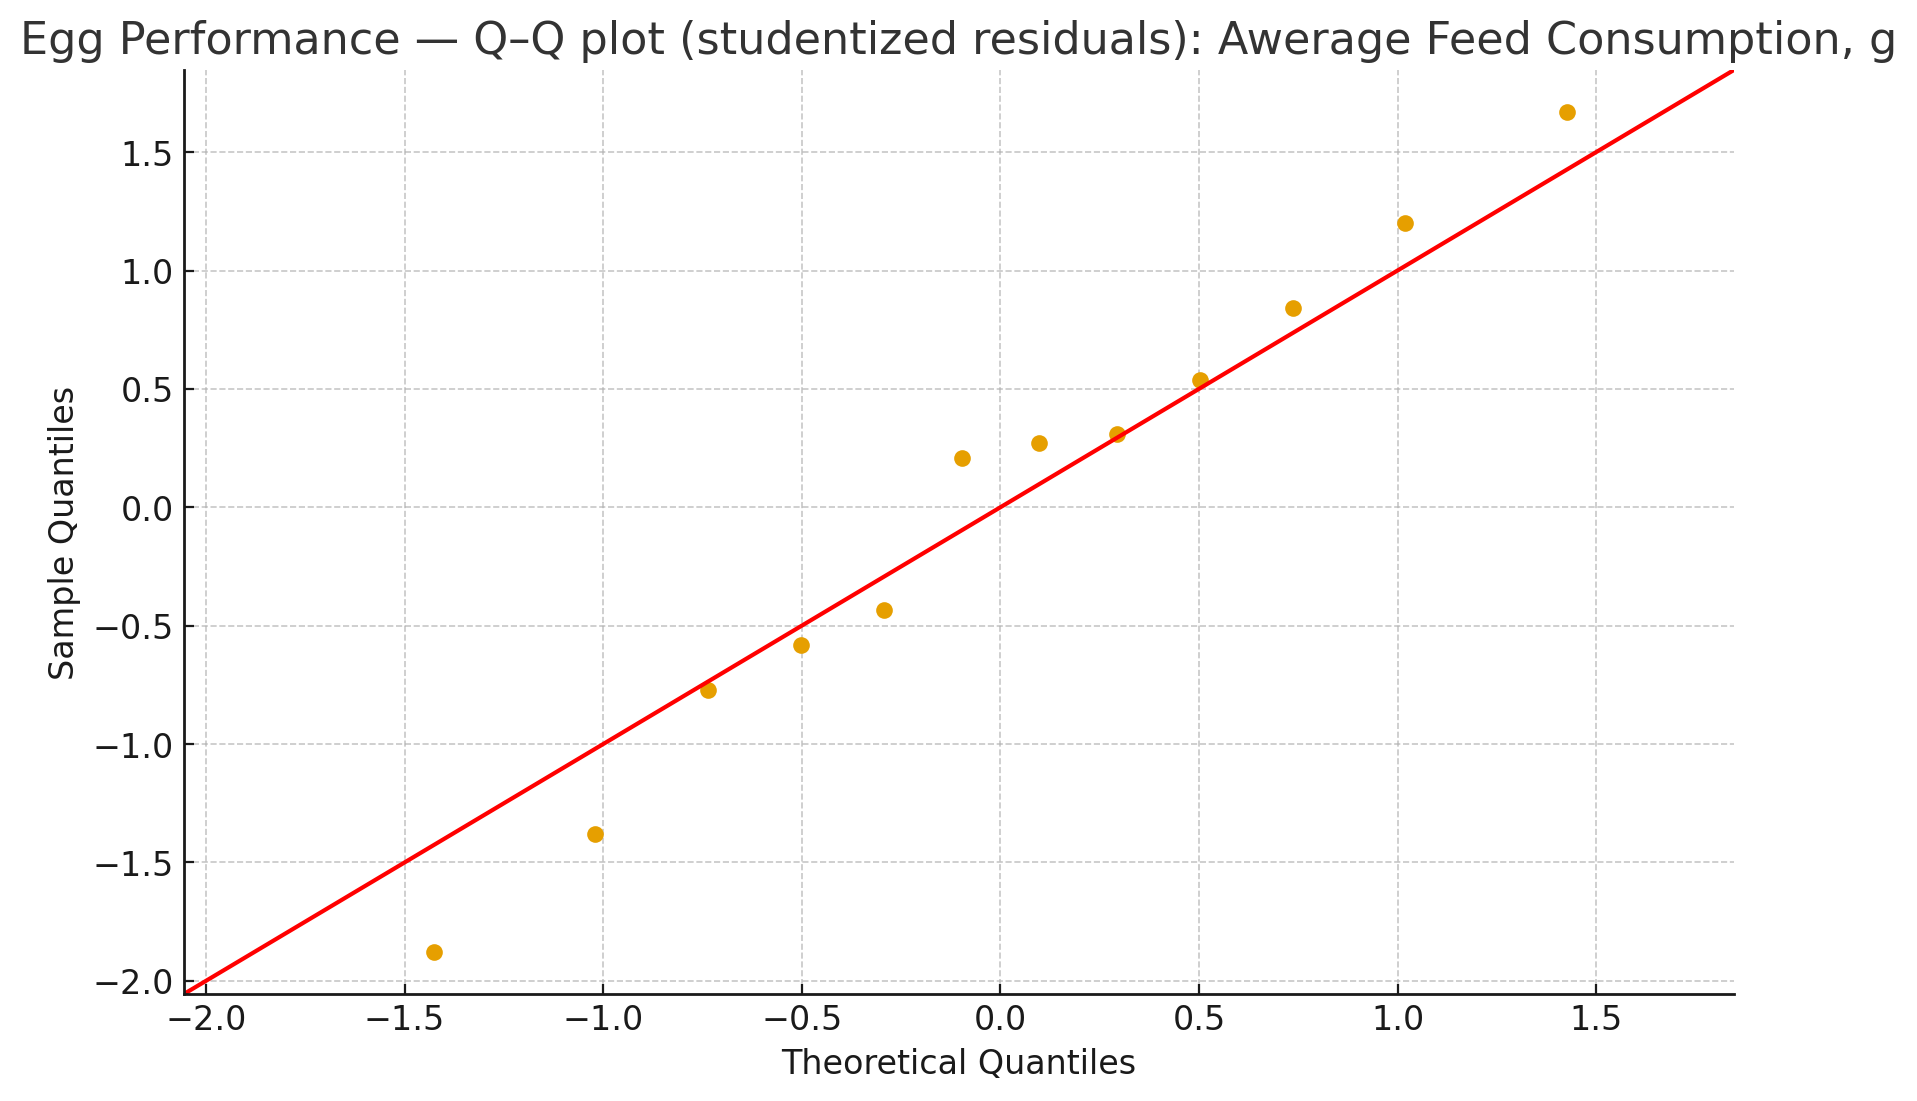 Egg Performance — Q–Q plot (studentized residuals): Awerage Feed Consumption, g
1.5
1.0
0.5
0.0
−0.5
−1.0
−1.5
−2.0
Sample Quantiles
−2.0 −1.5 −1.0 −0.5 0.0 0.5 1.0 1.5
Theoretical Quantiles